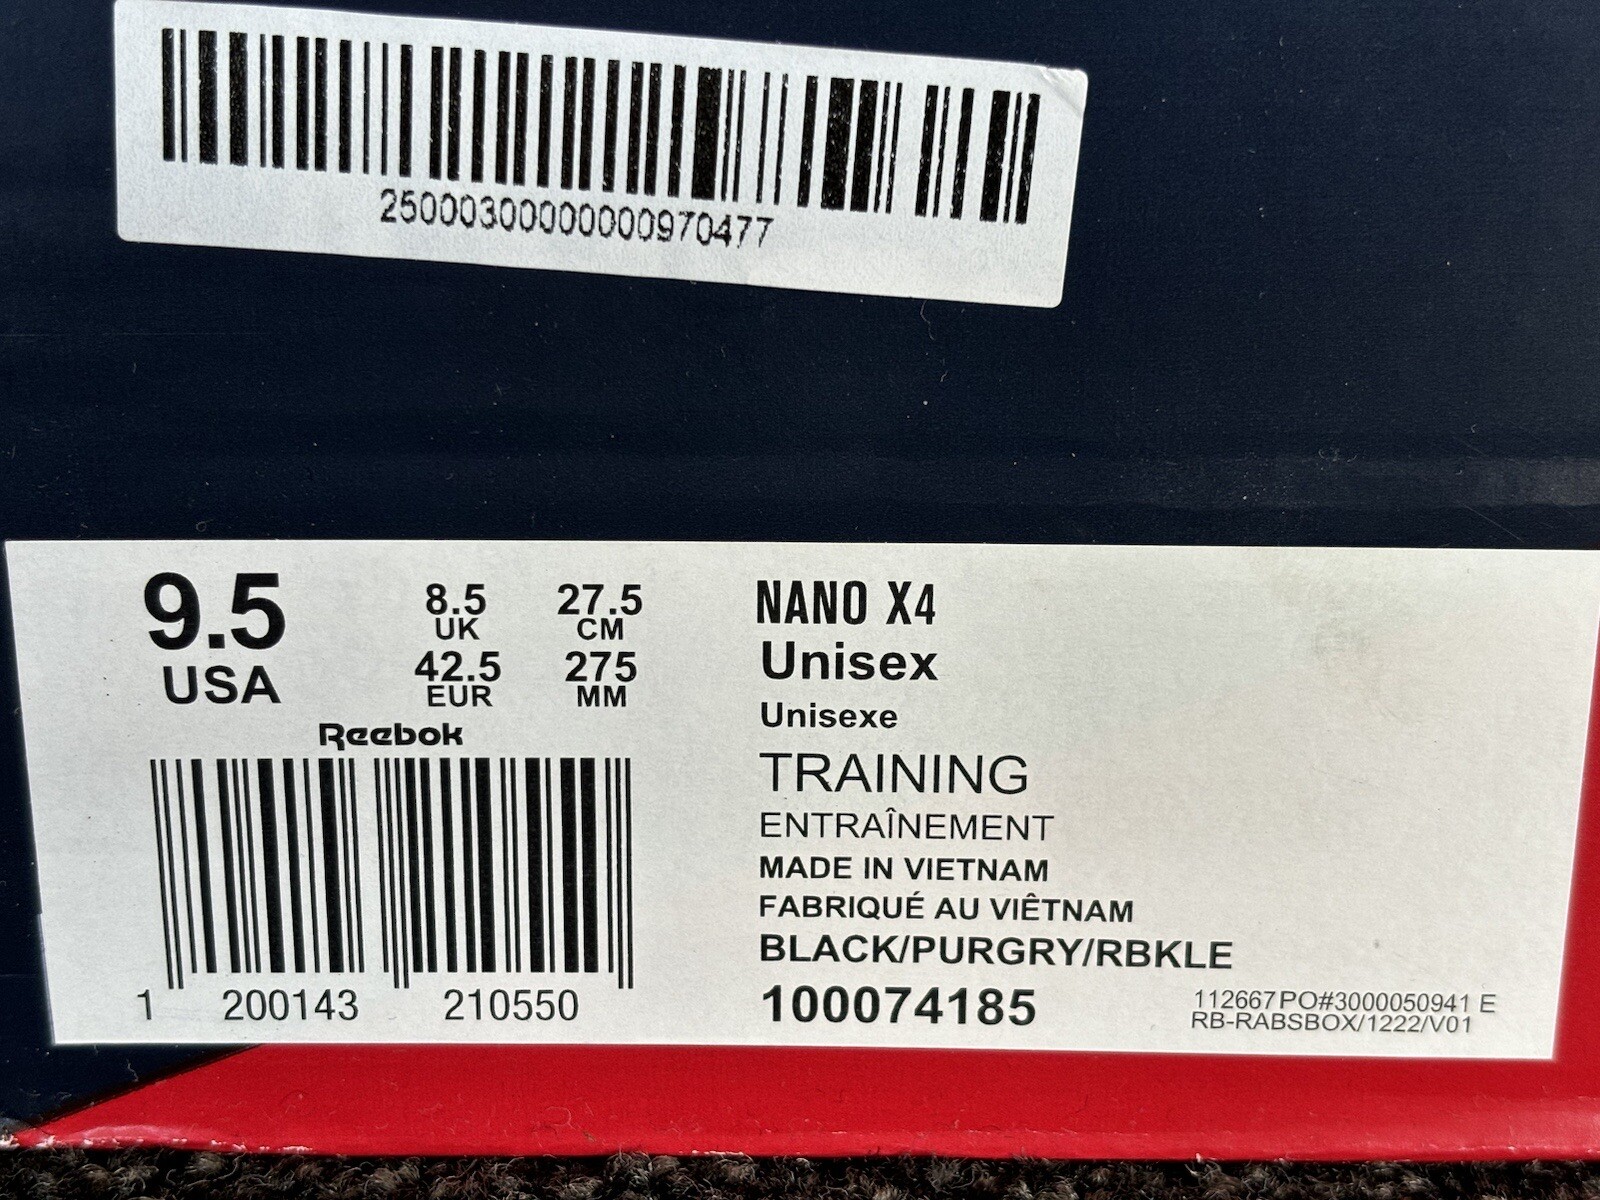 25000300000000970477
9.5
USA
8.5
UK
42.5
EUR
27.5
CM
275
MM
Reebok
1 200143 210550
NANO X4
Unisex
Unisexe
TRAINING
ENTRAÎNEMENT
MADE IN VIETNAM
FABRIQUÉ AU VIÊTNAM
BLACK/PURGRY/RBKLE
100074185
112667 PO#3000050941 E
RB-RABSBOX/1222/V01